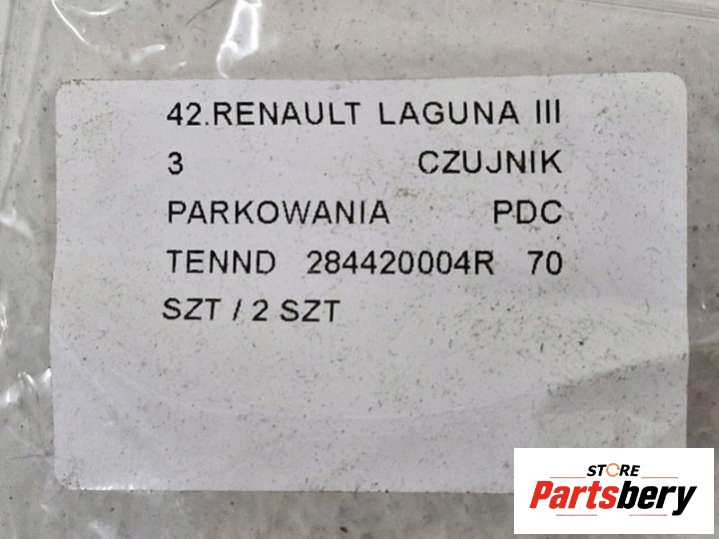 42.RENAULT LAGUNA III
3 CZUJNIK
PARKOWANIA PDC
TENND 284420004R 70
SZT / 2 SZT
STORE
Partsbery